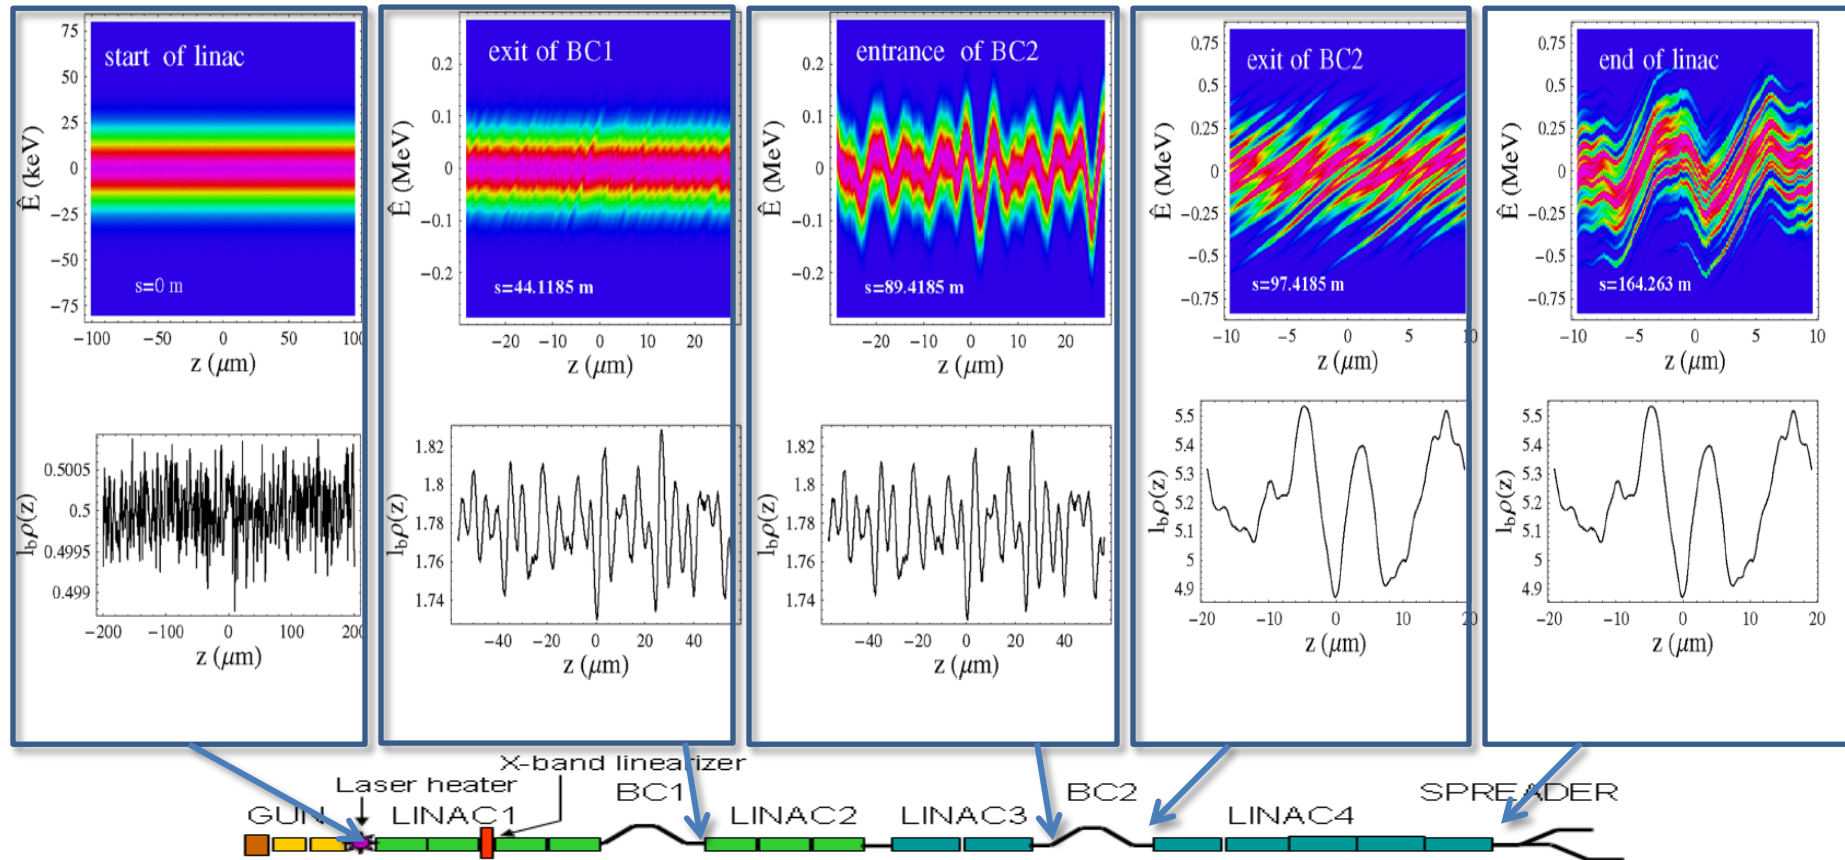 start of linac
s=0 m
Ê (keV)
75
50
25
0
−25
−50
−75
−100 −50 0 50 100
z (μm)
exit of BC1
s=44.1185 m
Ê (MeV)
0.2
0.1
0
−0.1
−0.2
−20 −10 0 10 20
z (μm)
entrance of BC2
s=89.4185 m
Ê (MeV)
0.2
0.1
0
−0.1
−0.2
−20 −10 0 10 20
z (μm)
exit of BC2
s=97.4185 m
Ê (MeV)
0.75
0.5
0.25
0
−0.25
−0.5
−0.75
−10 −5 0 5 10
z (μm)
end of linac
s=164.263 m
Ê (MeV)
0.75
0.5
0.25
0
−0.25
−0.5
−0.75
−10 −5 0 5 10
z (μm)
l_bρ(z)
0.5005
0.5
0.4995
0.499
−200 −100 0 100 200
z (μm)
l_bρ(z)
1.82
1.8
1.78
1.76
1.74
−40 −20 0 20 40
z (μm)
l_bρ(z)
1.82
1.8
1.78
1.76
1.74
−40 −20 0 20 40
z (μm)
l_bρ(z)
5.5
5.4
5.3
5.2
5.1
5
4.9
−20 −10 0 10 20
z (μm)
l_bρ(z)
5.5
5.4
5.3
5.2
5.1
5
4.9
−20 −10 0 10 20
z (μm)
X-band linearizer
Laser heater
GUN LINAC1 BC1 LINAC2 LINAC3 BC2 LINAC4 SPREADER